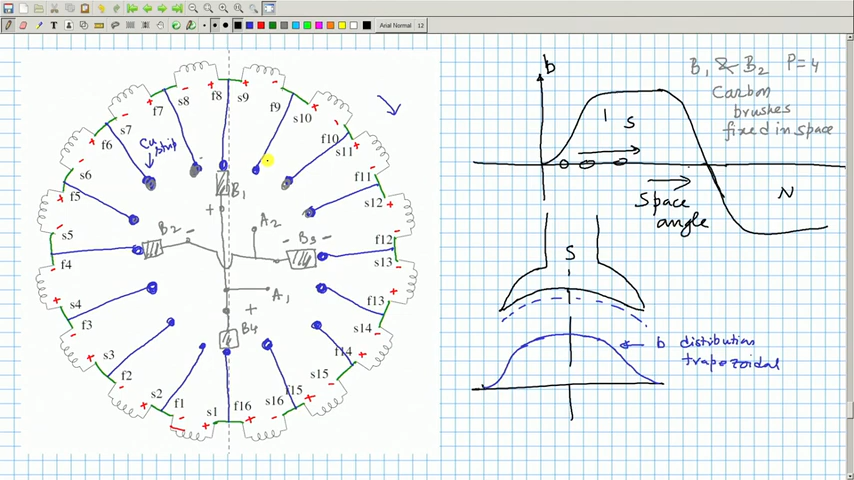 Arial Normal 12
f8 s9
s8 f9
f7 s10
s7 f10
f6 s11
s6 f11
f5 s12
s5 f12
f4 s13
s4 f13
f3 s14
s3 f14
f2 s15
s2 f15
f1 s16
s1 f16
Cu
strip
B1
+
B2 -
A2
- B3 -
A1
+
B4
b
1 S
Space
angle
N
B1 & B2 P=4
Carbon
brushes
fixed in space
S
b distribution
trapezoidal